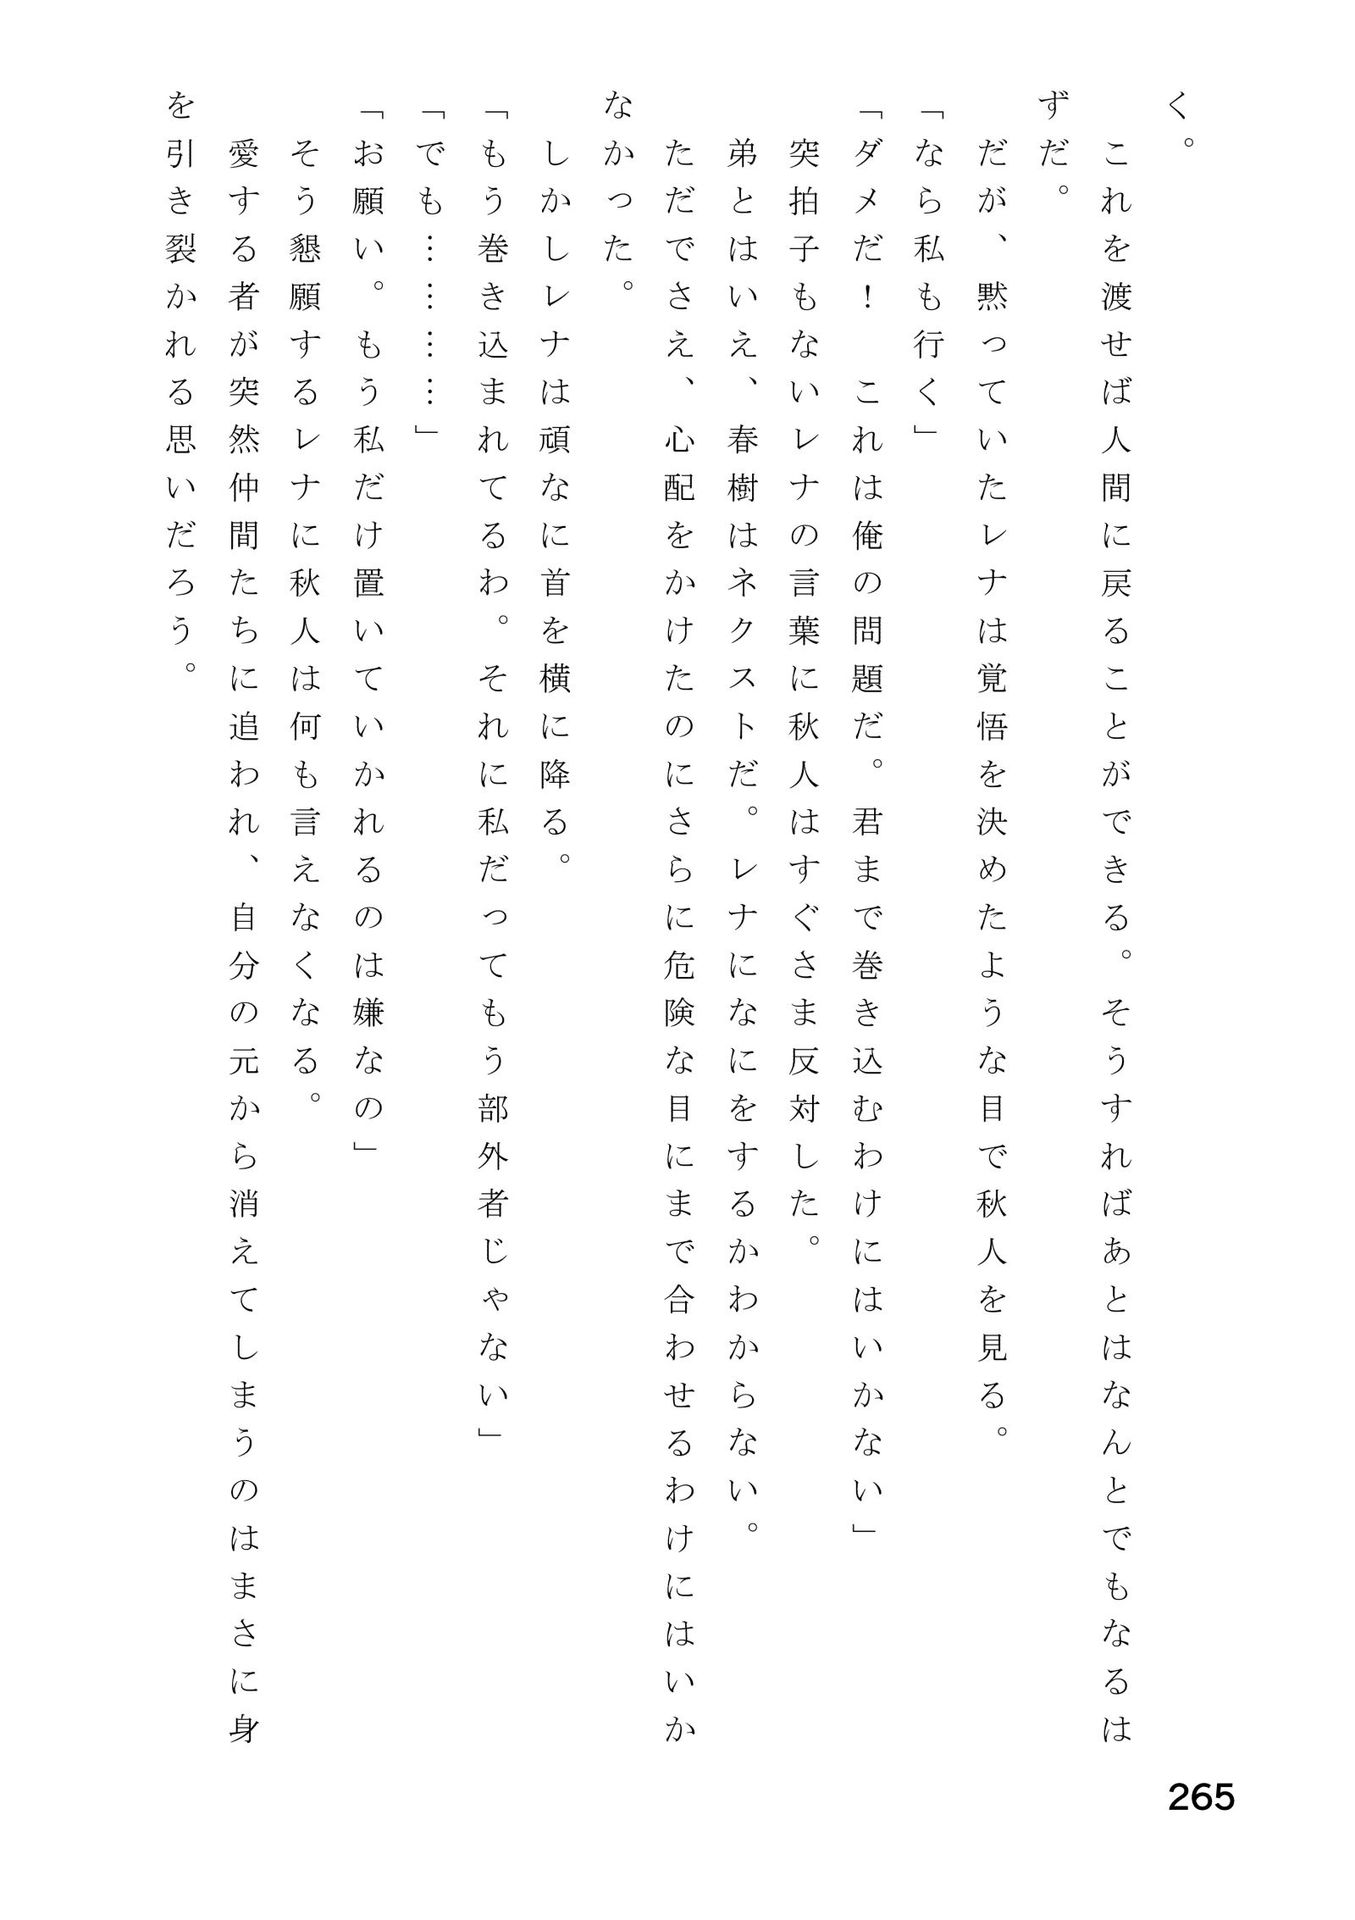 く。
　これを渡せば人間に戻ることができる。そうすればあとはなんとでもなるは
ずだ。
　だが、黙っていたレナは覚悟を決めたような目で秋人を見る。
「なら私も行く」
「ダメだ！　これは俺の問題だ。君まで巻き込むわけにはいかない」
　突拍子もないレナの言葉に秋人はすぐさま反対した。
　弟とはいえ、春樹はネクストだ。レナになにをするかわからない。
　ただでさえ、心配をかけたのにさらに危険な目にまで合わせるわけにはいか
なかった。
　しかしレナは頑なに首を横に降る。
「もう巻き込まれてるわ。それに私だってもう部外者じゃない」
「でも…………」
「お願い。もう私だけ置いていかれるのは嫌なの」
　そう懇願するレナに秋人は何も言えなくなる。
　愛する者が突然仲間たちに追われ、自分の元から消えてしまうのはまさに身
を引き裂かれる思いだろう。
265